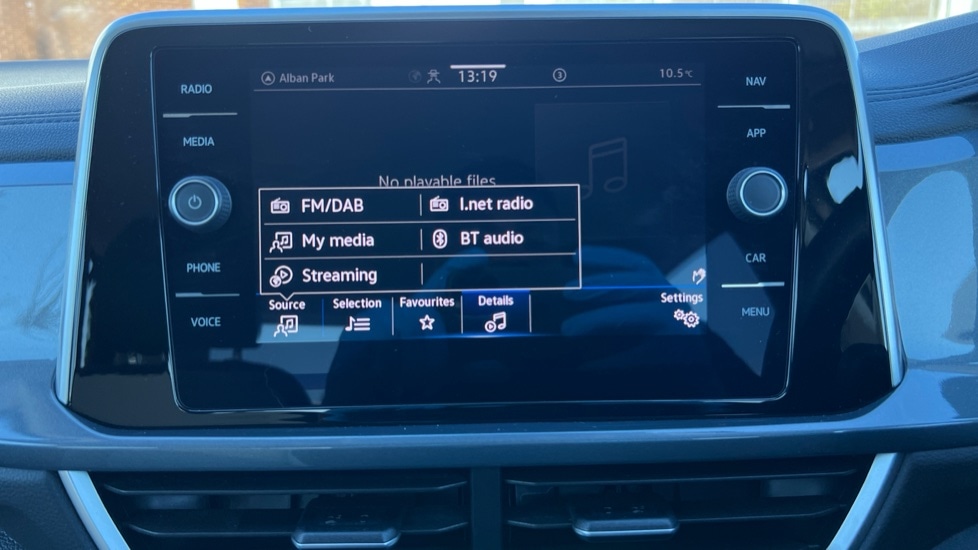 RADIO
MEDIA
PHONE
VOICE
Alban Park
13:19
3
10.5°C
No playable files
FM/DAB
I.net radio
My media
BT audio
Streaming
Source
Selection
Favourites
Details
Settings
NAV
APP
CAR
MENU